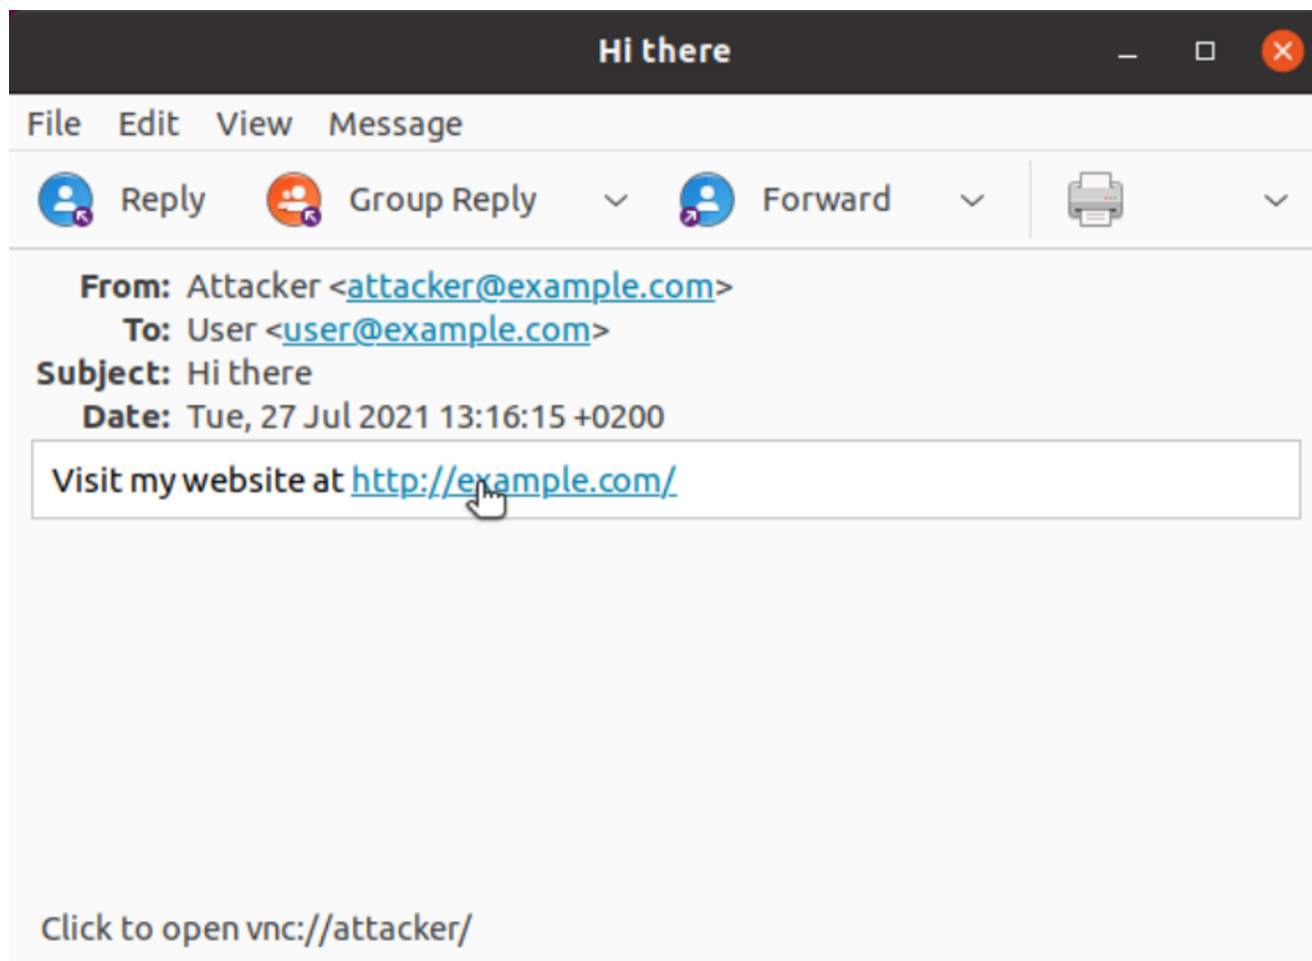 Hi there
File Edit View Message
Reply Group Reply Forward
From: Attacker <attacker@example.com>
To: User <user@example.com>
Subject: Hi there
Date: Tue, 27 Jul 2021 13:16:15 +0200
Visit my website at http://example.com/
Click to open vnc://attacker/